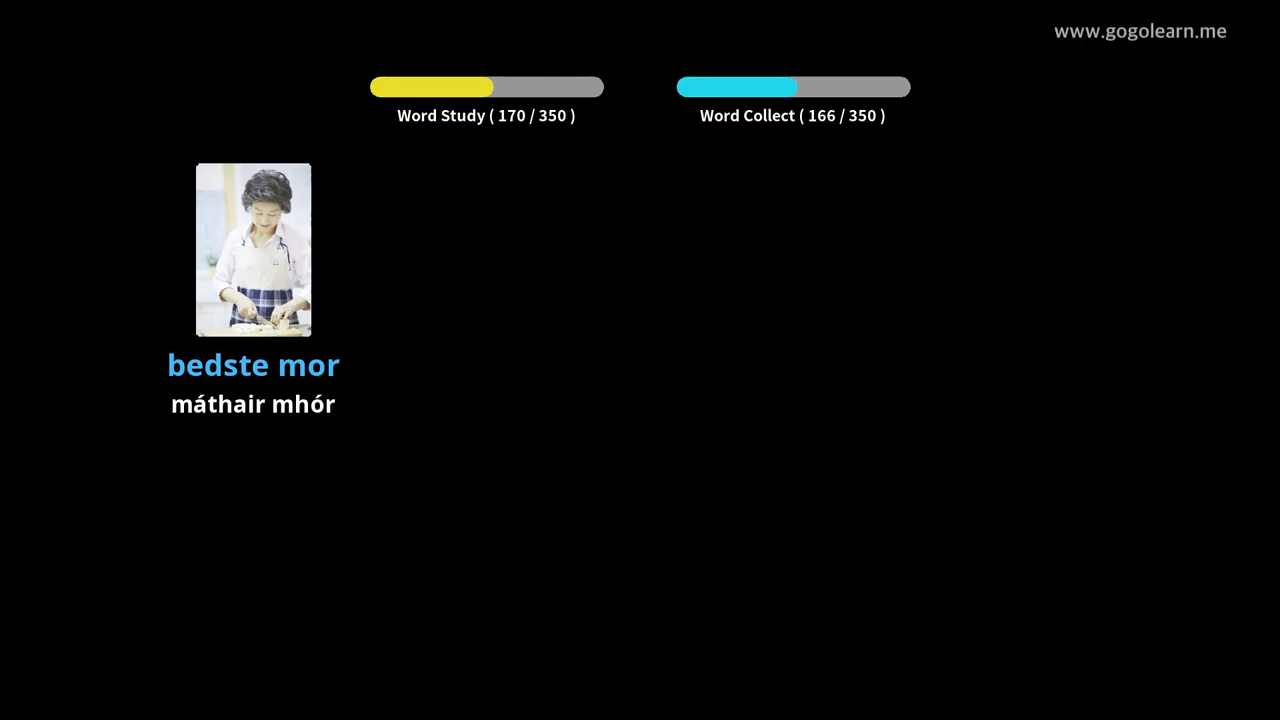 www.gogolearn.me
Word Study ( 170 / 350 )
Word Collect ( 166 / 350 )
bedste mor
máthair mhór